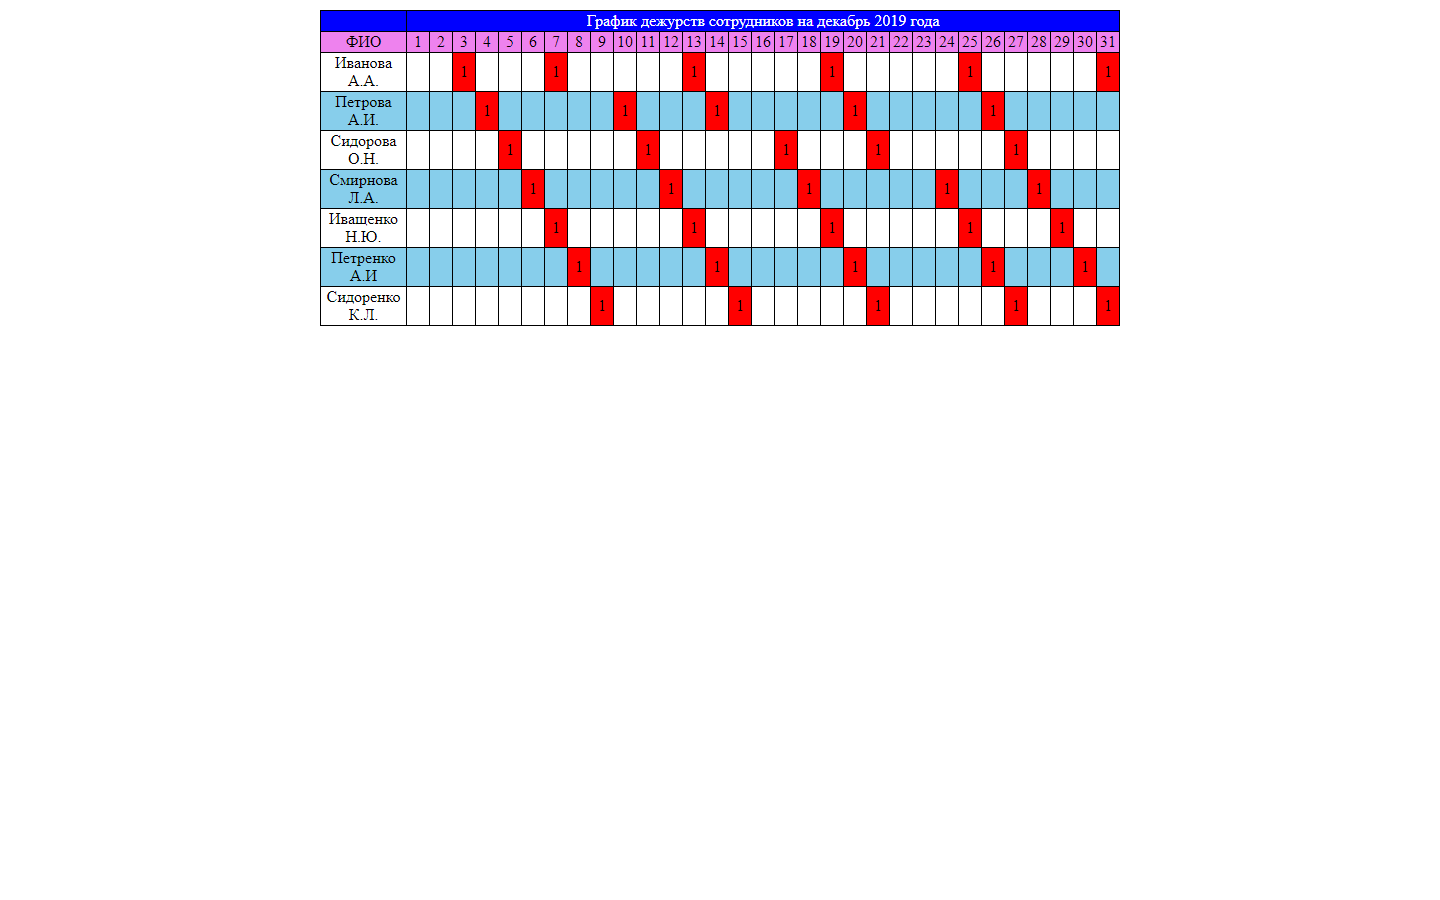 График дежурств сотрудников на декабрь 2019 года
ФИО 1 2 3 4 5 6 7 8 9 10 11 12 13 14 15 16 17 18 19 20 21 22 23 24 25 26 27 28 29 30 31
Иванова
А.А.
1 1 1 1 1 1
Петрова
А.И.
1 1 1 1 1
Сидорова
О.Н.
1 1 1 1 1
Смирнова
Л.А.
1 1 1 1 1
Иващенко
Н.Ю.
1 1 1 1 1
Петренко
А.И
1 1 1 1 1
Сидоренко
К.Л.
1 1 1 1 1